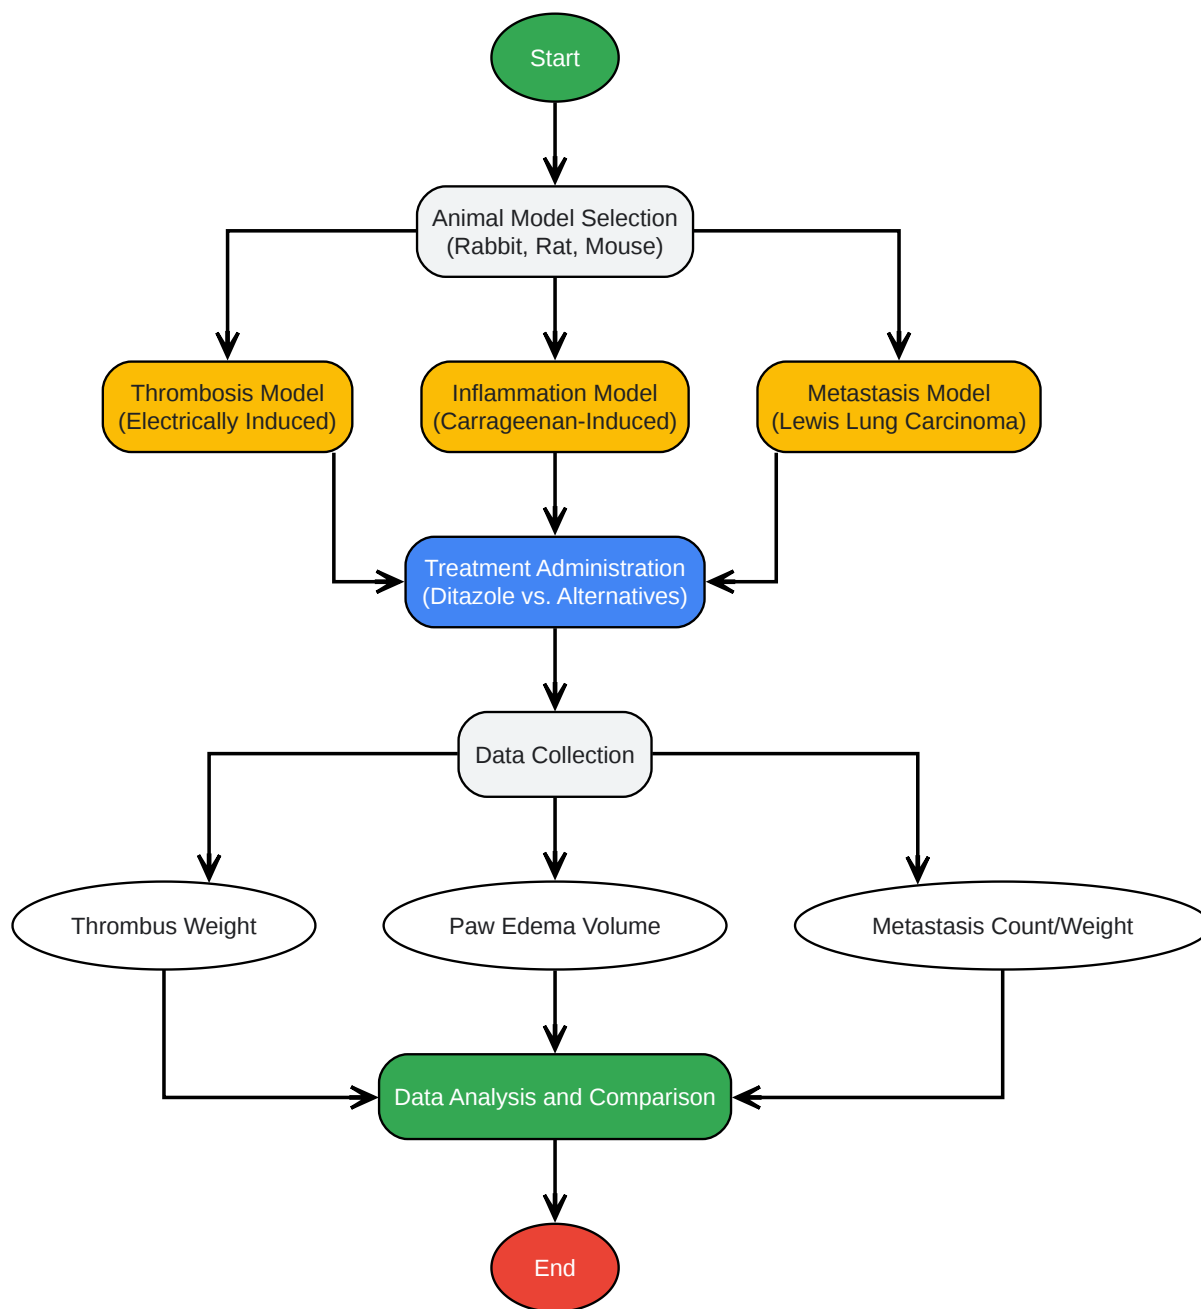 Start
Animal Model Selection
(Rabbit, Rat, Mouse)
Thrombosis Model
(Electrically Induced)
Inflammation Model
(Carrageenan-Induced)
Metastasis Model
(Lewis Lung Carcinoma)
Treatment Administration
(Ditazole vs. Alternatives)
Data Collection
Thrombus Weight
Paw Edema Volume
Metastasis Count/Weight
Data Analysis and Comparison
End